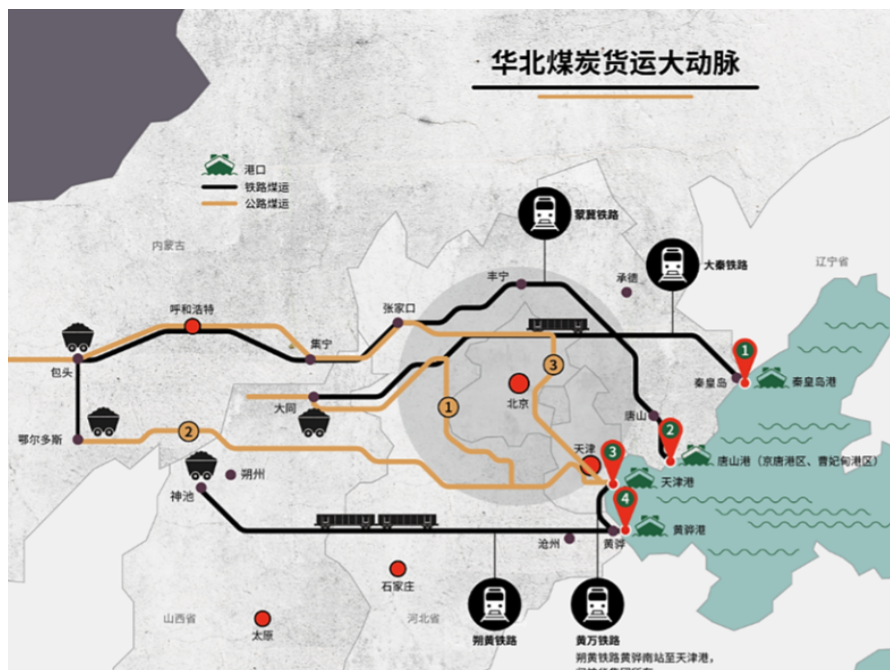 华北煤炭货运大动脉
港口
铁路煤运
公路煤运
内蒙古
蒙冀铁路
大秦铁路
辽宁省
丰宁
承德
呼和浩特
张家口
集宁
包头
1
秦皇岛
秦皇岛港
3
北京
大同
1
唐山
2
鄂尔多斯
2
天津
3
唐山港（京唐港区、曹妃甸港区）
朔州
天津港
神池
4
黄骅港
沧州
黄骅
石家庄
山西省
太原
河北省
朔黄铁路
黄万铁路
朔黄铁路黄骅南站至天津港，